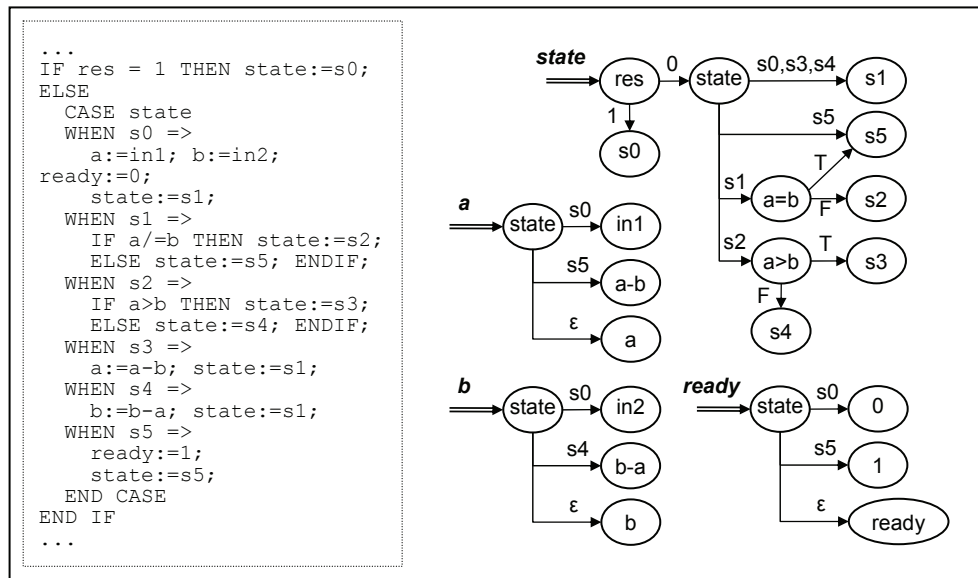 ...
IF res = 1 THEN state:=s0;
ELSE
  CASE state
  WHEN s0 =>
    a:=in1; b:=in2;
ready:=0;
    state:=s1;
  WHEN s1 =>
    IF a/=b THEN state:=s2;
    ELSE state:=s5; ENDIF;
  WHEN s2 =>
    IF a>b THEN state:=s3;
    ELSE state:=s4; ENDIF;
  WHEN s3 =>
    a:=a-b; state:=s1;
  WHEN s4 =>
    b:=b-a; state:=s1;
  WHEN s5 =>
    ready:=1;
    state:=s5;
  END CASE
END IF
...
state
res 0 state s0,s3,s4 s1
1
s0
s5 s5
T
s1 a=b F s2
s2 a>b T s3
F
s4
a
state s0 in1
s5 a-b
ε a
b
state s0 in2
s4 b-a
ε b
ready
state s0 0
s5 1
ε ready